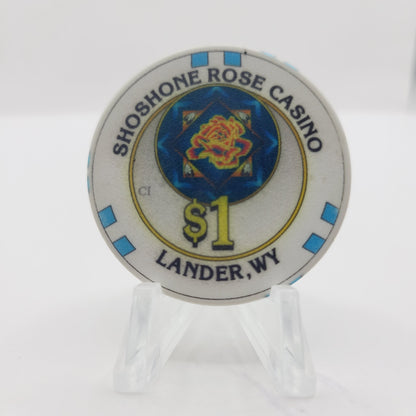 SHOSHONE ROSE CASINO
CI
$1
LANDER, WY